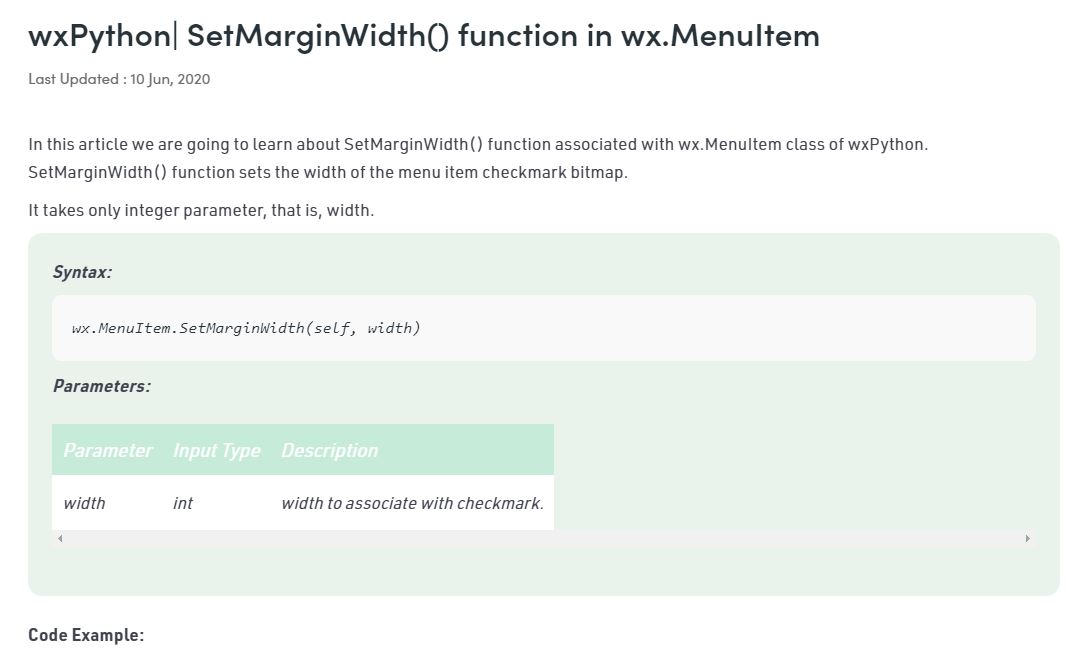 wxPython| SetMarginWidth() function in wx.MenuItem
Last Updated : 10 Jun, 2020
In this article we are going to learn about SetMarginWidth() function associated with wx.MenuItem class of wxPython.
SetMarginWidth() function sets the width of the menu item checkmark bitmap.
It takes only integer parameter, that is, width.
Syntax:
wx.MenuItem.SetMarginWidth(self, width)
Parameters:
Parameter Input Type Description
width int width to associate with checkmark.
Code Example: